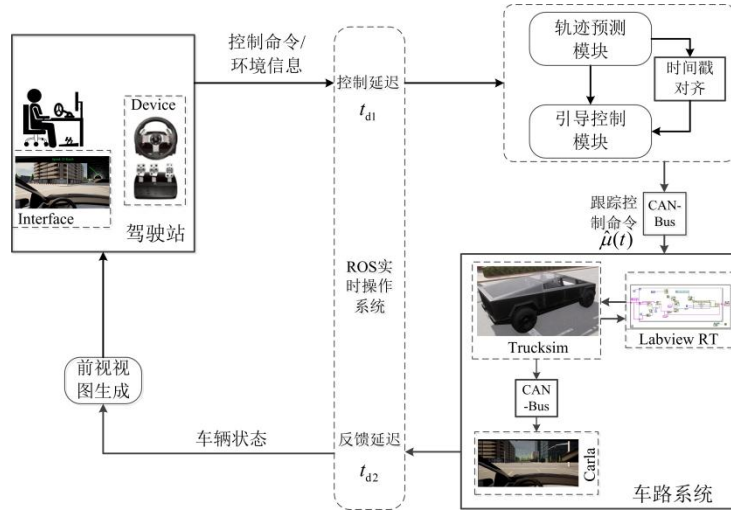 控制命令/
环境信息
Device
Interface
驾驶站
控制延迟
t_d1
ROS实
时操作
系统
反馈延迟
t_d2
轨迹预测
模块
时间戳
对齐
引导控制
模块
跟踪控
制命令
μ̂(t)
CAN-
Bus
Trucksim
Labview RT
CAN
-Bus
Carla
车路系统
车辆状态
前视视
图生成